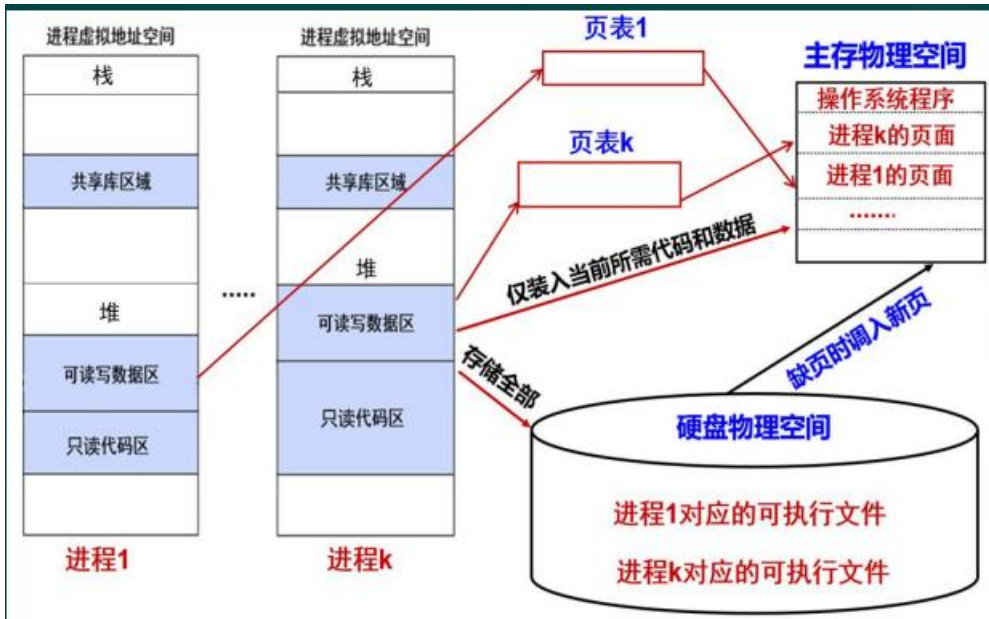 进程虚拟地址空间
栈
共享库区域
堆
可读写数据区
只读代码区
进程1
.....
进程虚拟地址空间
栈
共享库区域
堆
可读写数据区
只读代码区
进程k
页表1
页表k
仅装入当前所需代码和数据
存储全部
主存物理空间
操作系统程序
进程k的页面
进程1的页面
.......
缺页时调入新页
硬盘物理空间
进程1对应的可执行文件
进程k对应的可执行文件